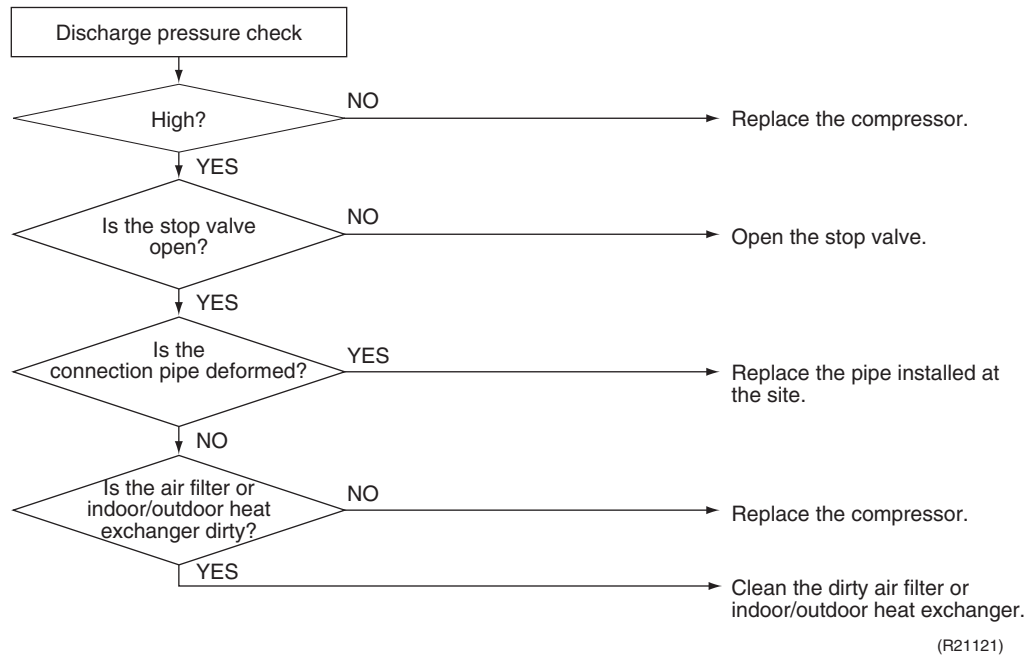 Discharge pressure check
High?
NO
Replace the compressor.
YES
Is the stop valve
open?
NO
Open the stop valve.
YES
Is the
connection pipe deformed?
YES
Replace the pipe installed at
the site.
NO
Is the air filter or
indoor/outdoor heat
exchanger dirty?
NO
Replace the compressor.
YES
Clean the dirty air filter or
indoor/outdoor heat exchanger.
(R21121)